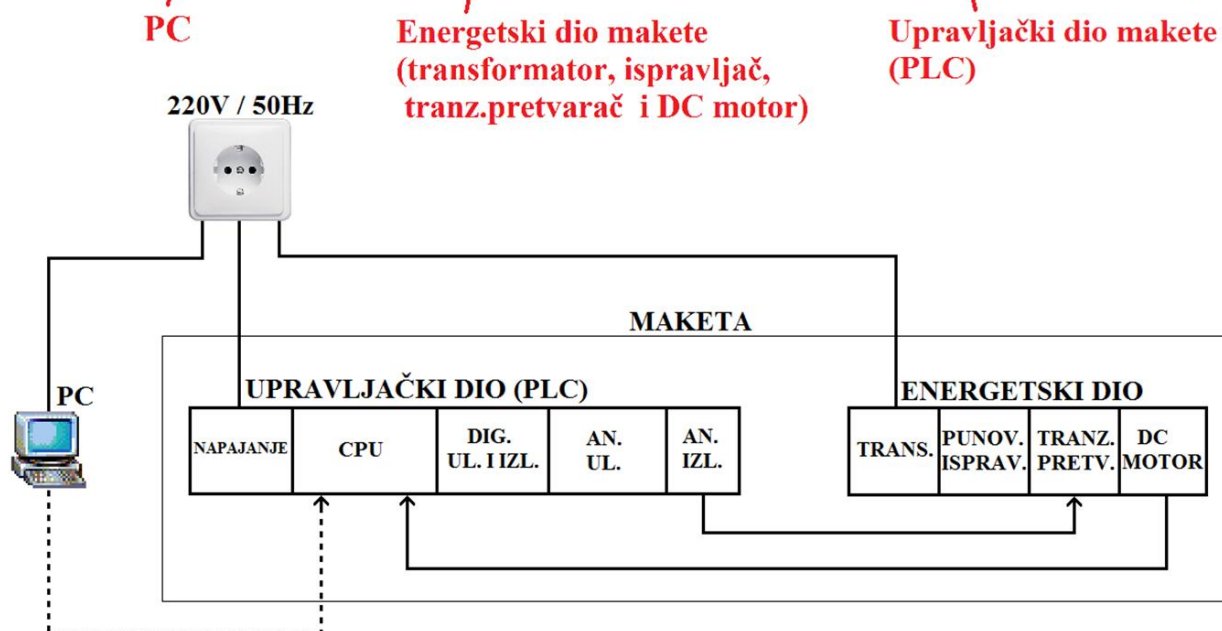 PC
Energetski dio makete
(transformator, ispravljač,
tranz.pretvarač i DC motor)
Upravljački dio makete
(PLC)
220V / 50Hz
MAKETA
PC
UPRAVLJAČKI DIO (PLC)
NAPAJANJE
CPU
DIG.
UL. I IZL.
AN.
UL.
AN.
IZL.
ENERGETSKI DIO
TRANS.
PUNOV.
ISPRAV.
TRANZ.
PRETV.
DC
MOTOR